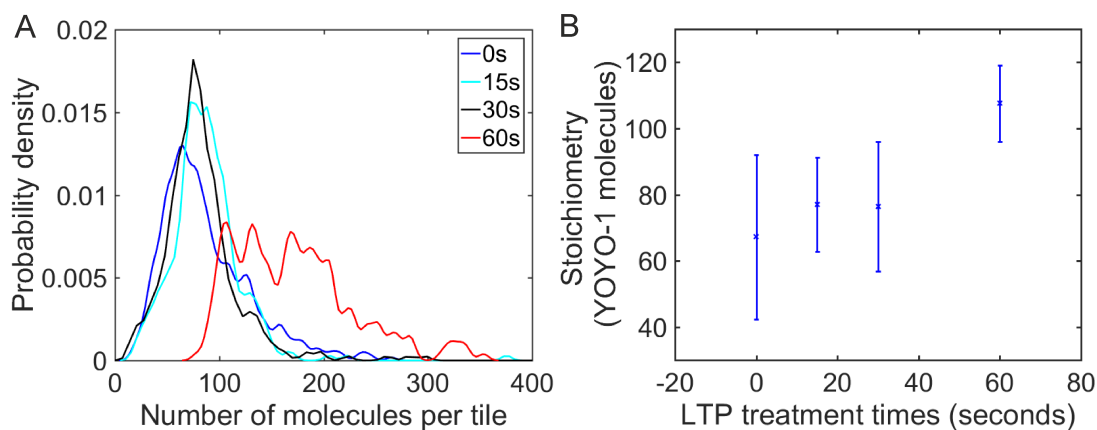 A
Probability density
0.02
0.015
0.01
0.005
0
0
100
200
300
400
Number of molecules per tile
0s
15s
30s
60s
B
Stoichiometry
(YOYO-1 molecules)
120
100
80
60
40
-20
0
20
40
60
80
LTP treatment times (seconds)